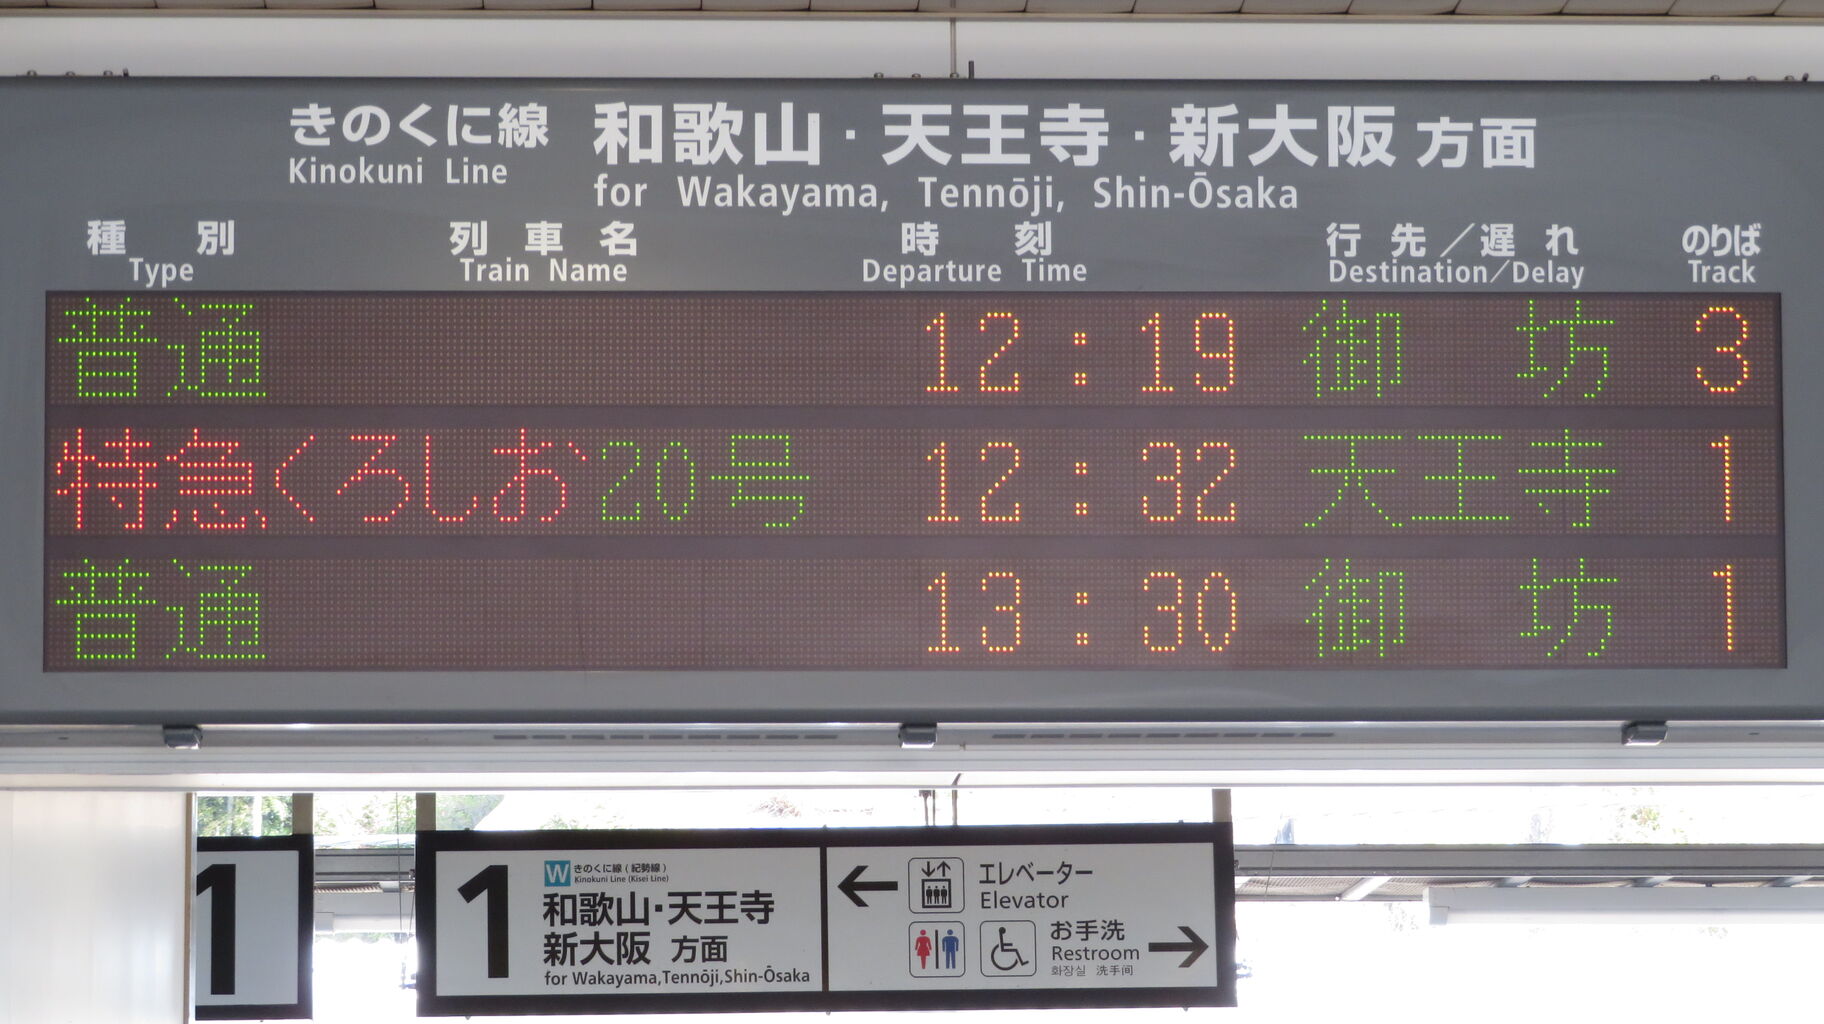 きのくに線 和歌山・天王寺・新大阪 方面
Kinokuni Line for Wakayama, Tennōji, Shin-Ōsaka
種別 列車名 時刻 行先／遅れ のりば
Type Train Name Departure Time Destination/Delay Track
普通 12:19 御坊 3
特急くろしお20号 12:32 天王寺 1
普通 13:30 御坊 1
1
1
W きのくに線（紀勢線）
Kinokuni Line (Kisei Line)
和歌山・天王寺
新大阪 方面
for Wakayama,Tennōji,Shin-Ōsaka
← エレベーター
Elevator
お手洗 →
Restroom
화장실 洗手间